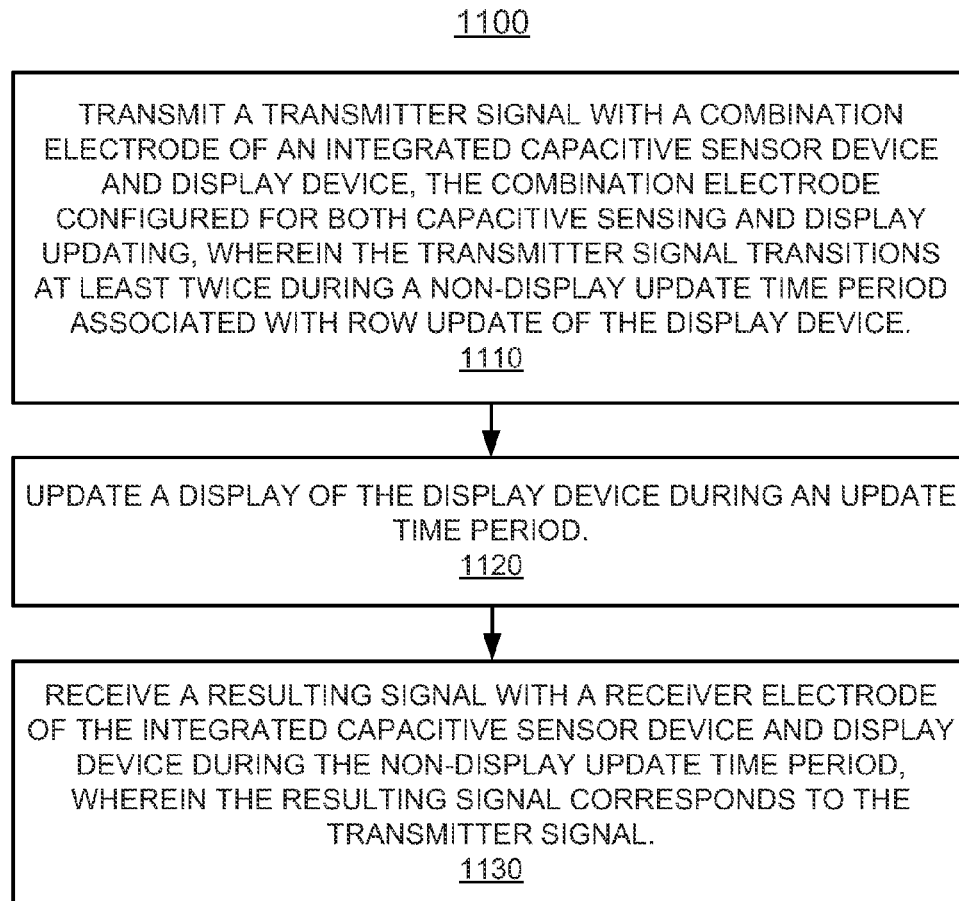 1100
TRANSMIT A TRANSMITTER SIGNAL WITH A COMBINATION
ELECTRODE OF AN INTEGRATED CAPACITIVE SENSOR DEVICE
AND DISPLAY DEVICE, THE COMBINATION ELECTRODE
CONFIGURED FOR BOTH CAPACITIVE SENSING AND DISPLAY
UPDATING, WHEREIN THE TRANSMITTER SIGNAL TRANSITIONS
AT LEAST TWICE DURING A NON-DISPLAY UPDATE TIME PERIOD
ASSOCIATED WITH ROW UPDATE OF THE DISPLAY DEVICE.
1110
UPDATE A DISPLAY OF THE DISPLAY DEVICE DURING AN UPDATE
TIME PERIOD.
1120
RECEIVE A RESULTING SIGNAL WITH A RECEIVER ELECTRODE
OF THE INTEGRATED CAPACITIVE SENSOR DEVICE AND DISPLAY
DEVICE DURING THE NON-DISPLAY UPDATE TIME PERIOD,
WHEREIN THE RESULTING SIGNAL CORRESPONDS TO THE
TRANSMITTER SIGNAL.
1130